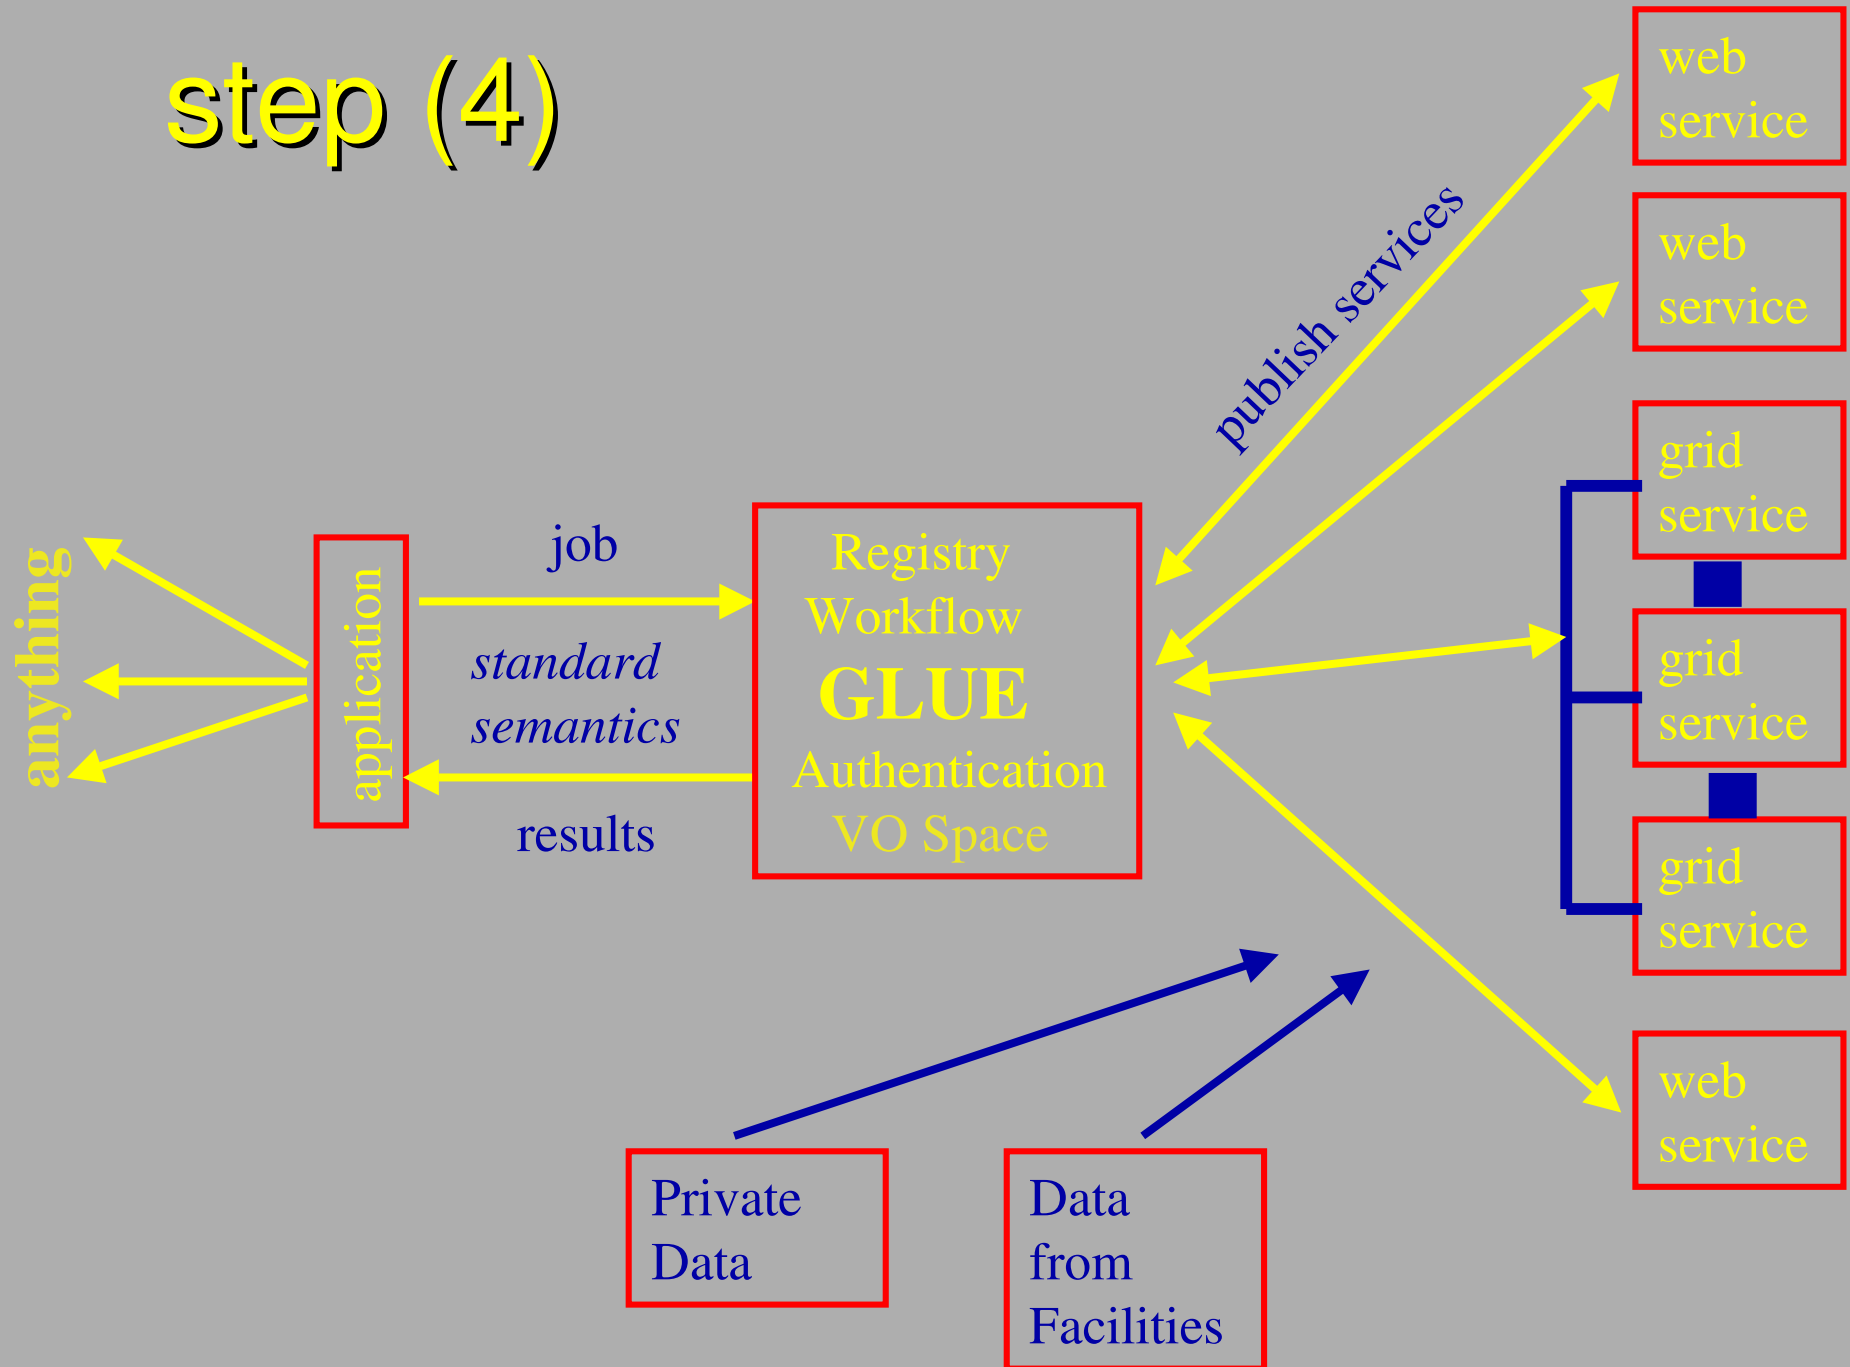 step (4)
anything
application
job
standard
semantics
results
Registry
Workflow
GLUE
Authentication
VO Space
publish services
web
service
web
service
grid
service
grid
service
grid
service
web
service
Private
Data
Data
from
Facilities